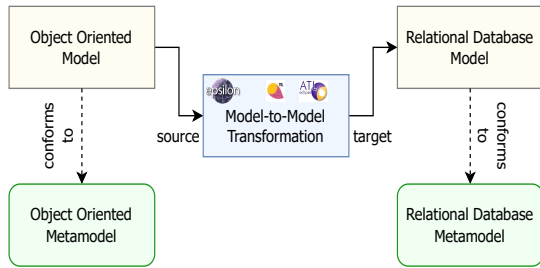 Object Oriented
Model
Relational Database
Model
epsilon
ATL
Model-to-Model
Transformation
source
target
conforms
to
conforms
to
Object Oriented
Metamodel
Relational Database
Metamodel